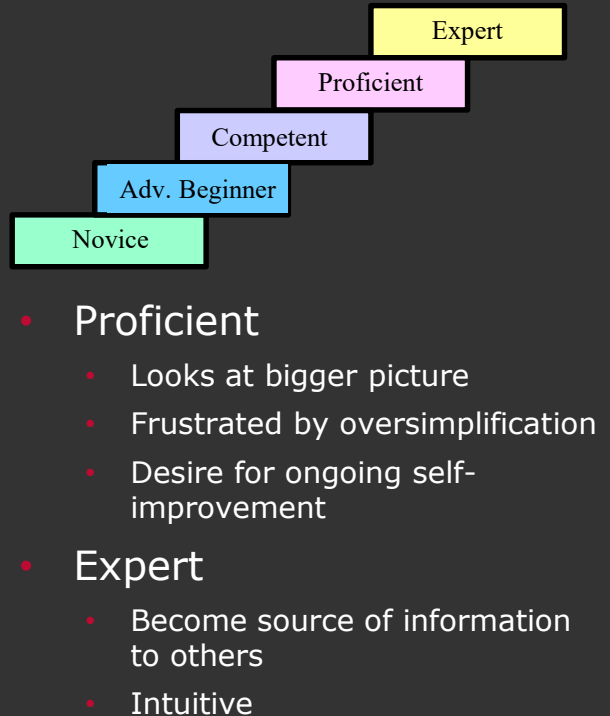 Expert
Proficient
Competent
Adv. Beginner
Novice
• Proficient
• Looks at bigger picture
• Frustrated by oversimplification
• Desire for ongoing self-
improvement
• Expert
• Become source of information
to others
• Intuitive